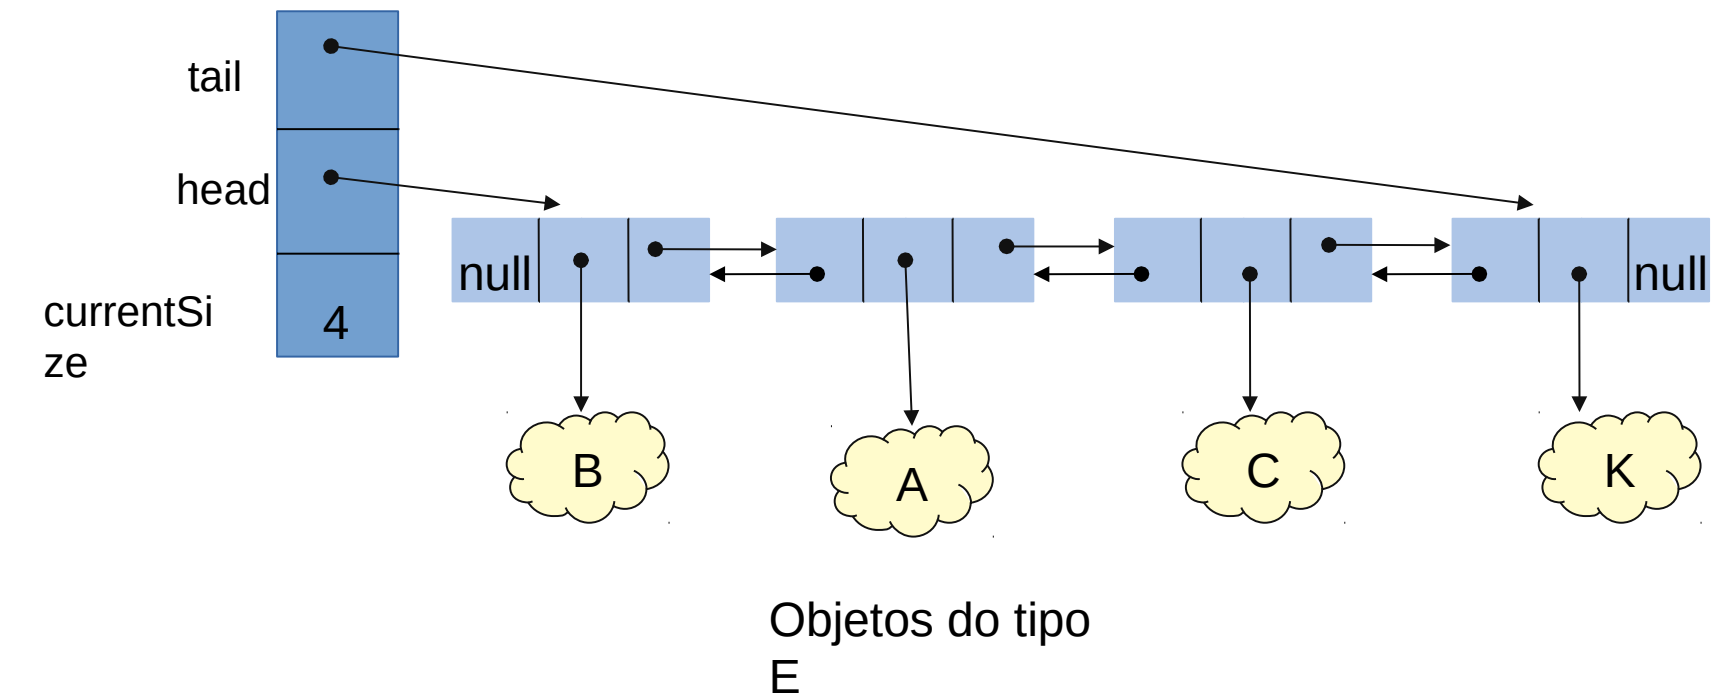 tail
head
null
null
currentSi
ze
4
B
A
C
K
Objetos do tipo
E